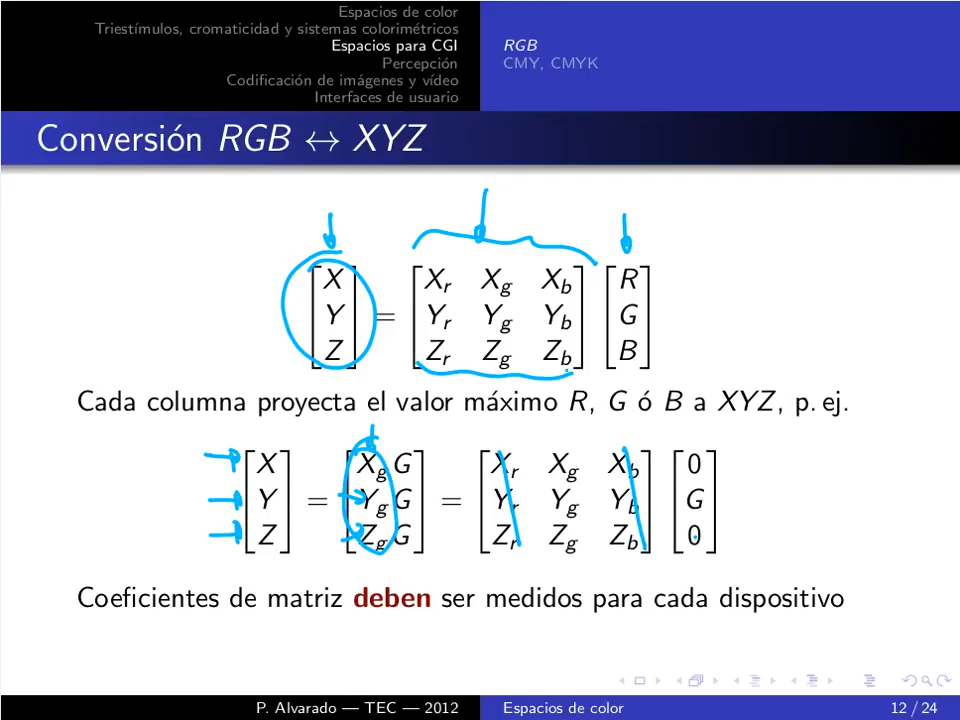 Espacios de color
Triestímulos, cromaticidad y sistemas colorimétricos
Espacios para CGI
Percepción
Codificación de imágenes y vídeo
Interfaces de usuario
RGB
CMY, CMYK
Conversión RGB ↔ XYZ
[X Y Z] = [X_r X_g X_b; Y_r Y_g Y_b; Z_r Z_g Z_b] [R G B]
Cada columna proyecta el valor máximo R, G ó B a XYZ, p. ej.
[X Y Z] = [X_g G; Y_g G; Z_g G] = [X_r X_g X_b; Y_r Y_g Y_b; Z_r Z_g Z_b] [0 G 0]
Coeficientes de matriz deben ser medidos para cada dispositivo
P. Alvarado — TEC — 2012
Espacios de color
12 / 24